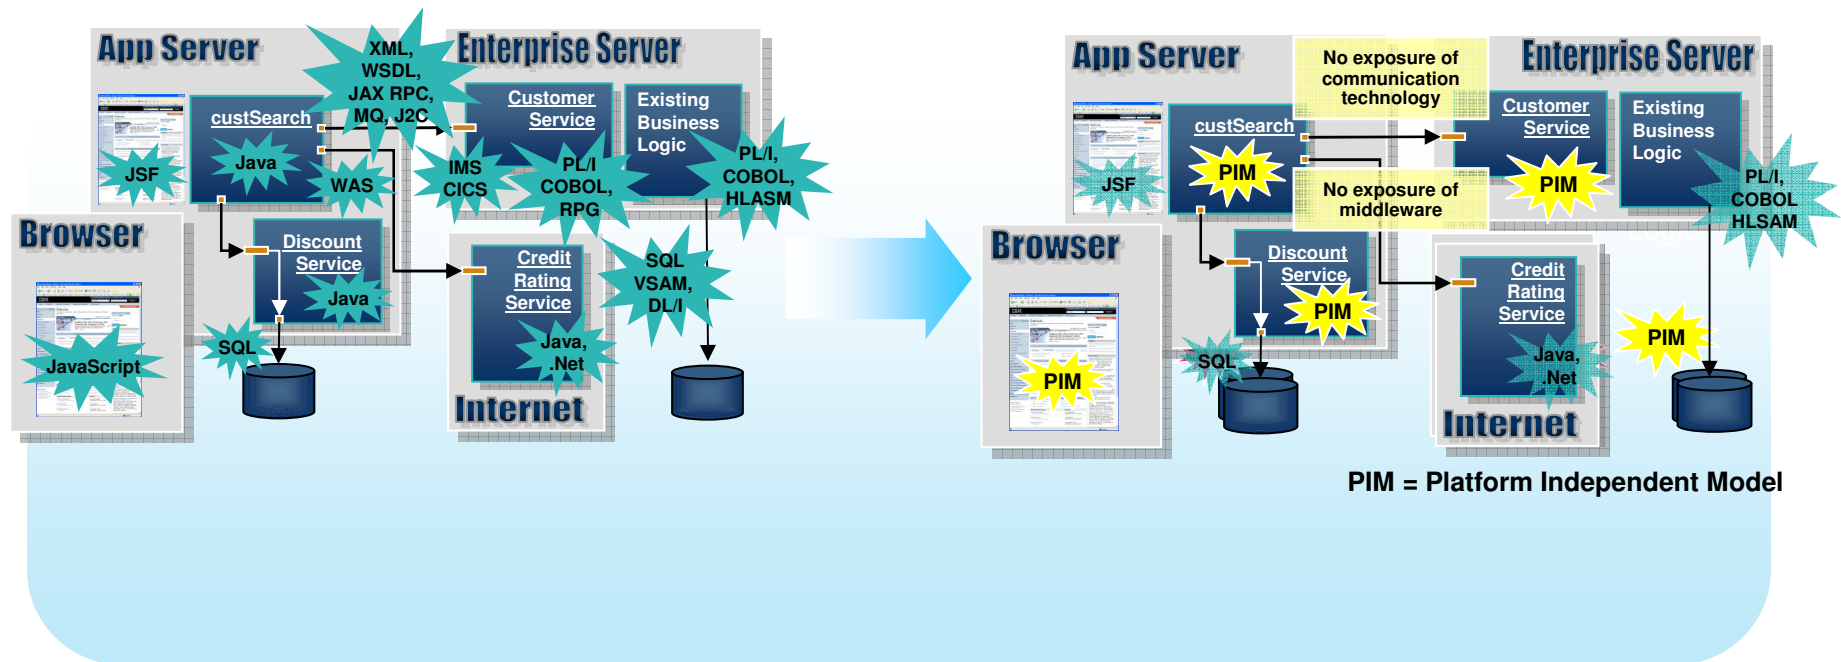 App Server
XML,
WSDL,
JAX RPC,
MQ, J2C
Enterprise Server
custSearch
Customer
Service
Existing
Business
Logic
JSF
Java
WAS
IMS
CICS
PL/I
COBOL,
RPG
PL/I,
COBOL,
HLASM
Browser
Discount
Service
Java
Credit
Rating
Service
SQL
VSAM,
DL/I
JavaScript
SQL
Java,
.Net
Internet
App Server
No exposure of
communication
technology
Enterprise Server
custSearch
Customer
Service
Existing
Business
Logic
JSF
PIM
No exposure of
middleware
PIM
PL/I,
COBOL
HLSAM
Browser
Discount
Service
PIM
Credit
Rating
Service
PIM
SQL
Java,
.Net
PIM
Internet
PIM = Platform Independent Model